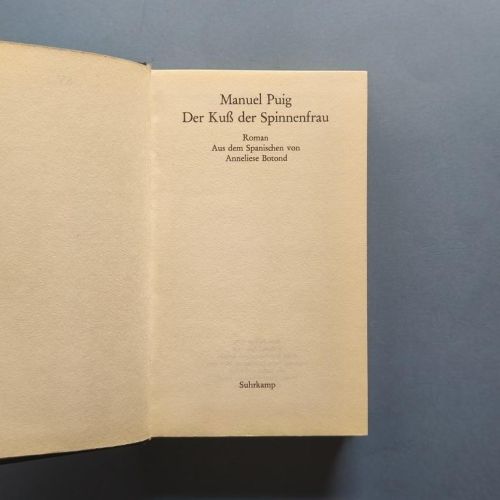 Manuel Puig
Der Kuß der Spinnenfrau
Roman
Aus dem Spanischen von
Anneliese Botond
Suhrkamp